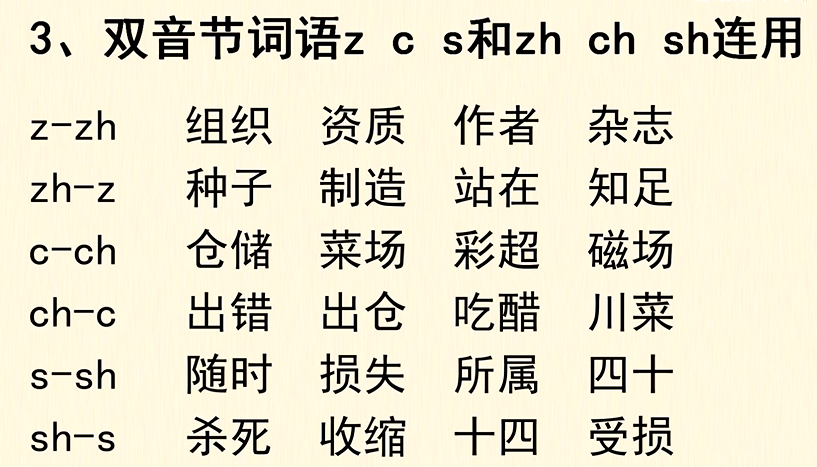 3、双音节词语z c s和zh ch sh连用
z-zh 组织 资质 作者 杂志
zh-z 种子 制造 站在 知足
c-ch 仓储 菜场 彩超 磁场
ch-c 出错 出仓 吃醋 川菜
s-sh 随时 损失 所属 四十
sh-s 杀死 收缩 十四 受损